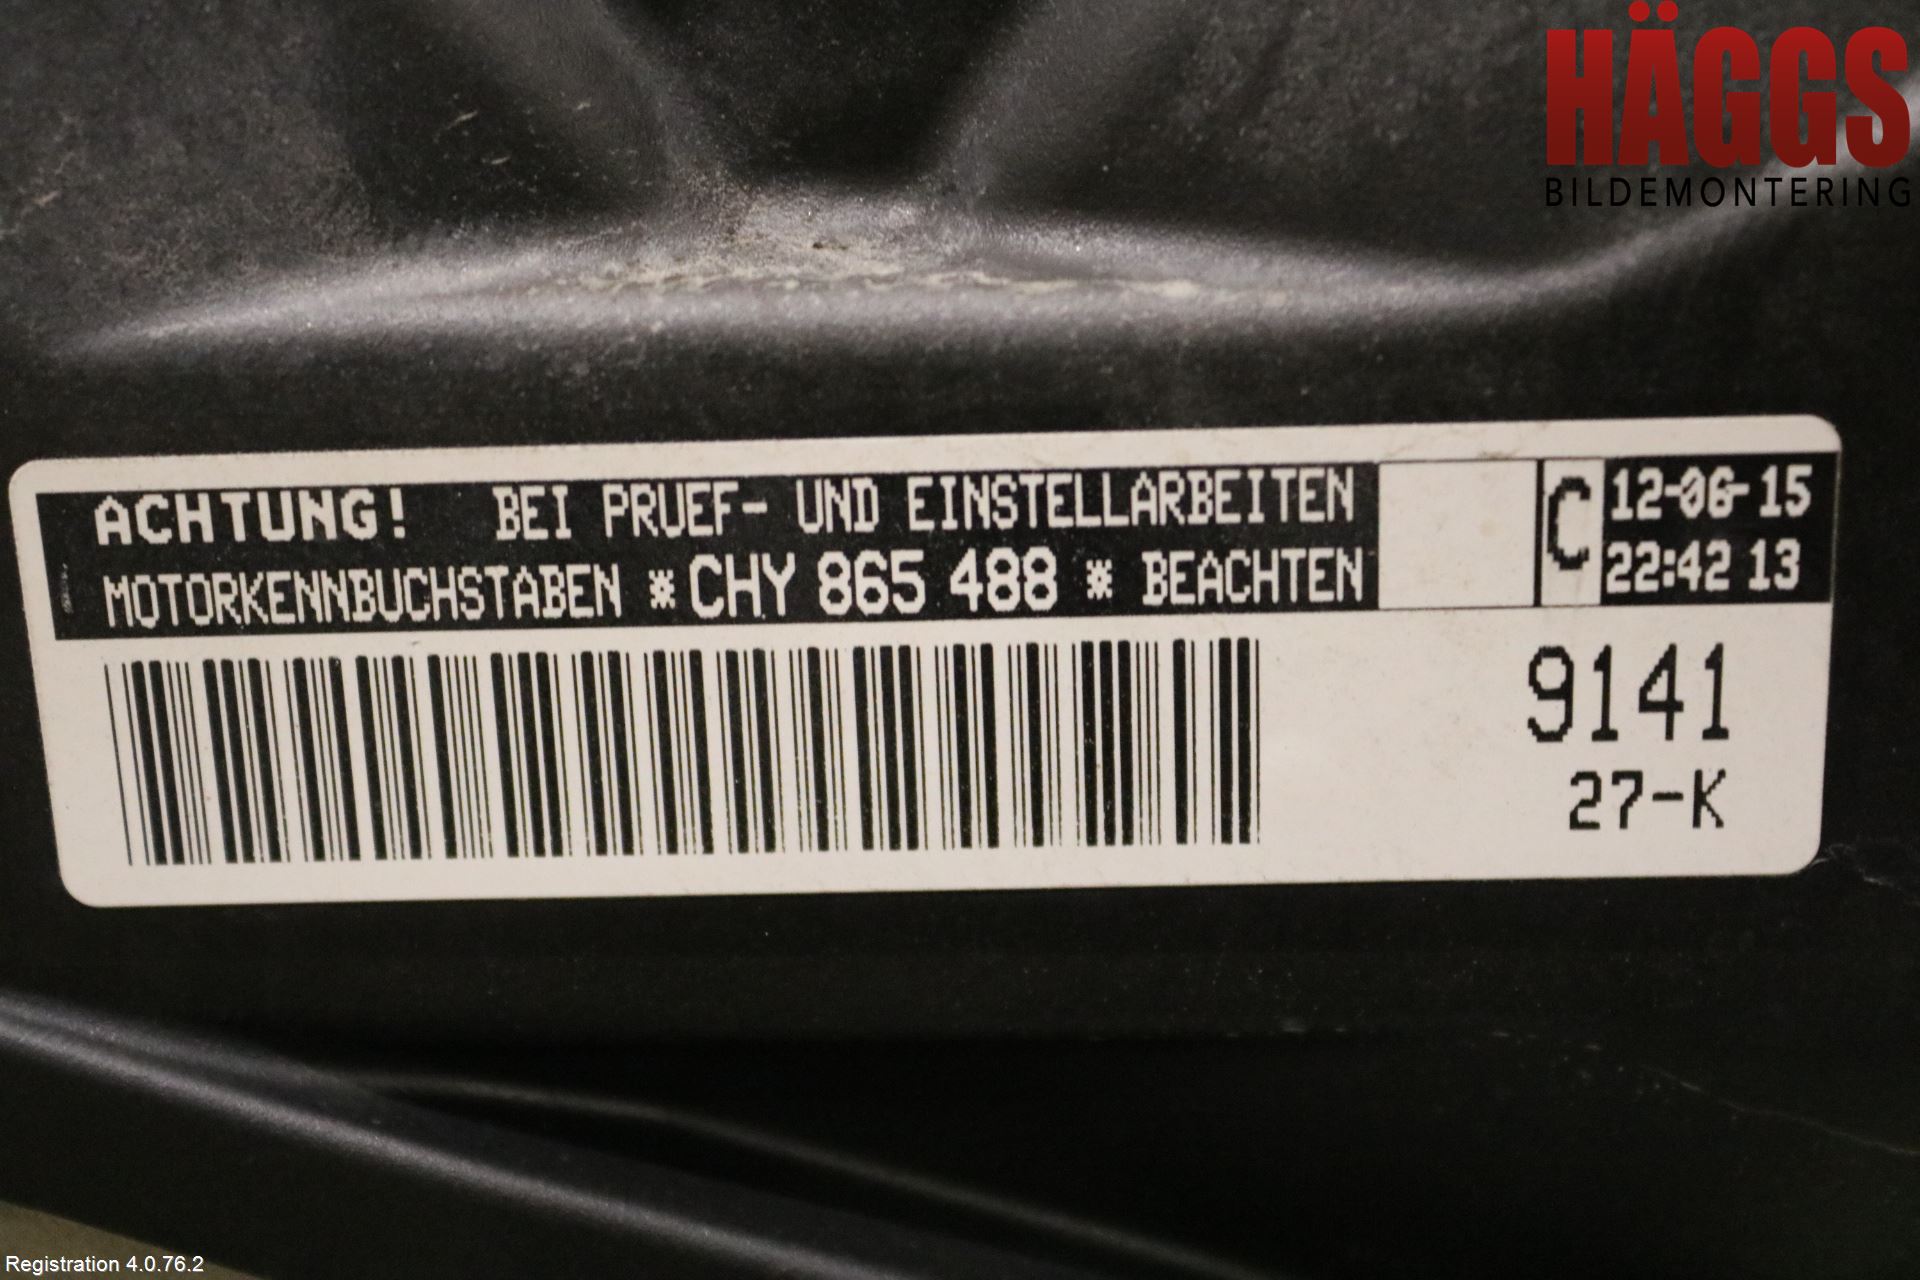 HÄGGS
BILDEMONTERING
ACHTUNG! BEI PRUEF- UND EINSTELLARBEITEN
MOTORKENNBUCHSTABEN *CHY 865 488 * BEACHTEN
C
12-06-15
22:42 13
9141
27-K
Registration 4.0.76.2